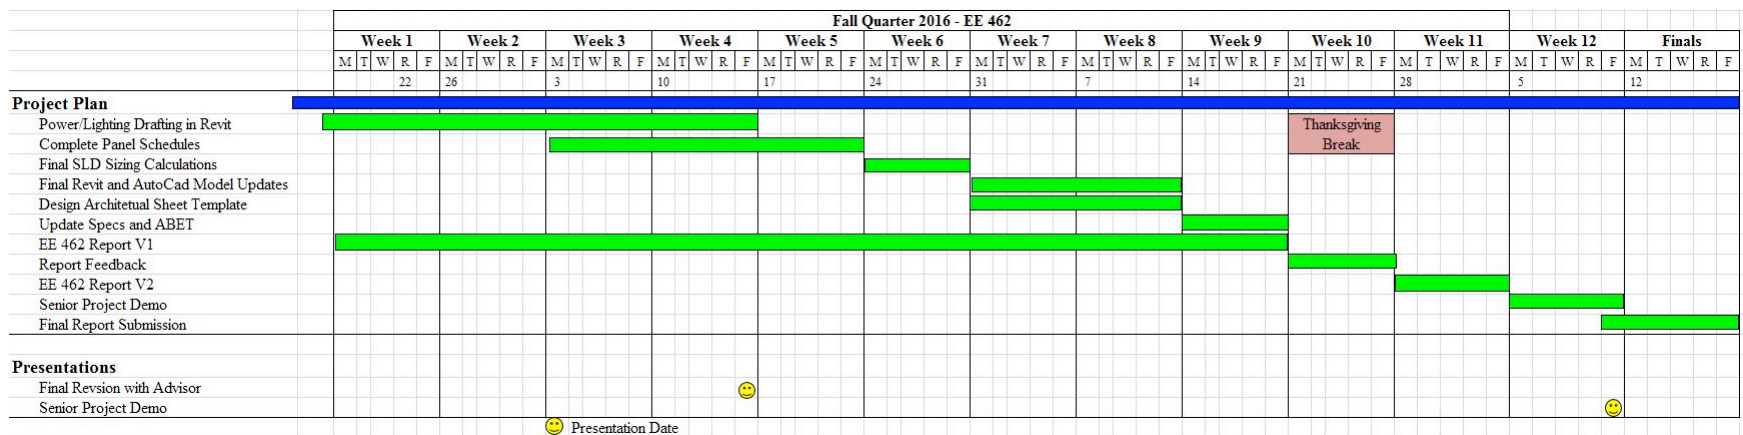 Fall Quarter 2016 - EE 462
Week 1 Week 2 Week 3 Week 4 Week 5 Week 6 Week 7 Week 8 Week 9 Week 10 Week 11 Week 12 Finals
M T W R F M T W R F M T W R F M T W R F M T W R F M T W R F M T W R F M T W R F M T W R F M T W R F M T W R F M T W R F M T W R F
22 26 3 10 17 24 31 7 14 21 28 5 12
Project Plan
Power/Lighting Drafting in Revit
Thanksgiving
Complete Panel Schedules
Break
Final SLD Sizing Calculations
Final Revit and AutoCad Model Updates
Design Architetual Sheet Template
Update Specs and ABET
EE 462 Report V1
Report Feedback
EE 462 Report V2
Senior Project Demo
Final Report Submission
Presentations
Final Revsion with Advisor
Senior Project Demo
Presentation Date